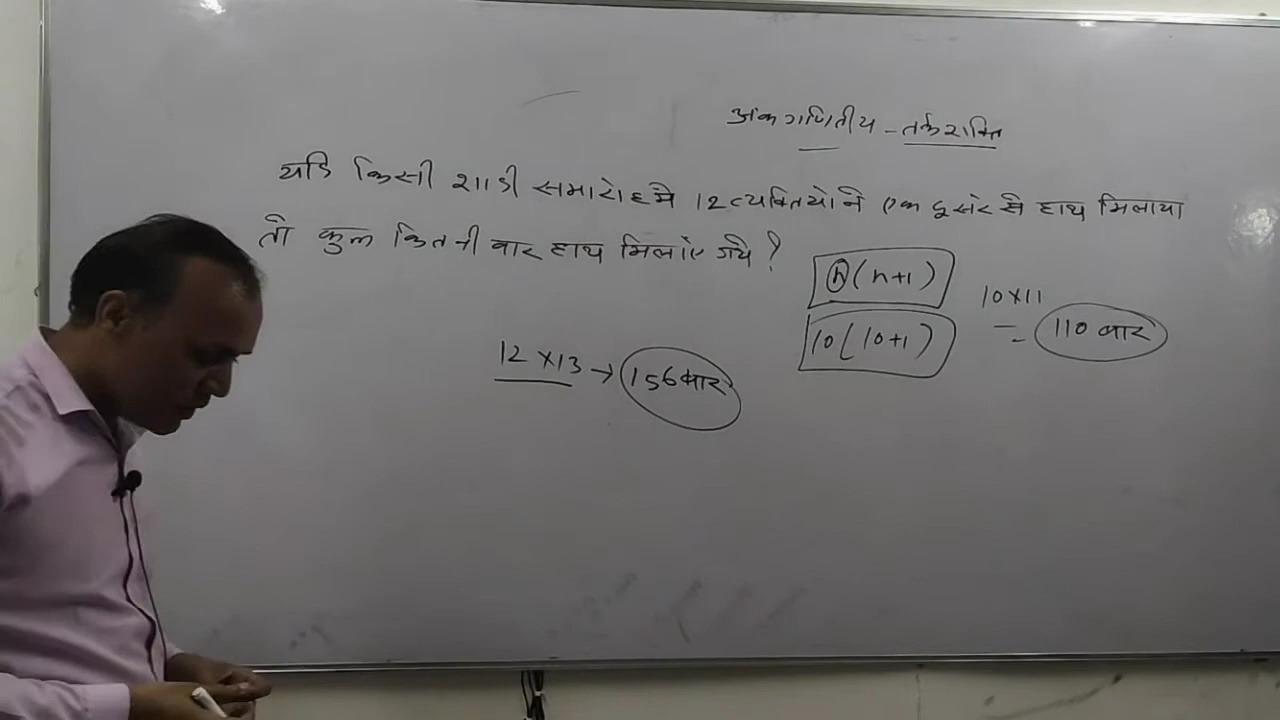 अंकगणितीय - तर्कशक्ति
यदि किसी शादी समारोह मे 12 व्यक्तियो ने एक दूसरे से हाथ मिलाया
तो कुल कितनी बार हाथ मिलाए गये ?
n(n+1)
10(10+1)
10×11
= 110 बार
12×13 → 156 बार